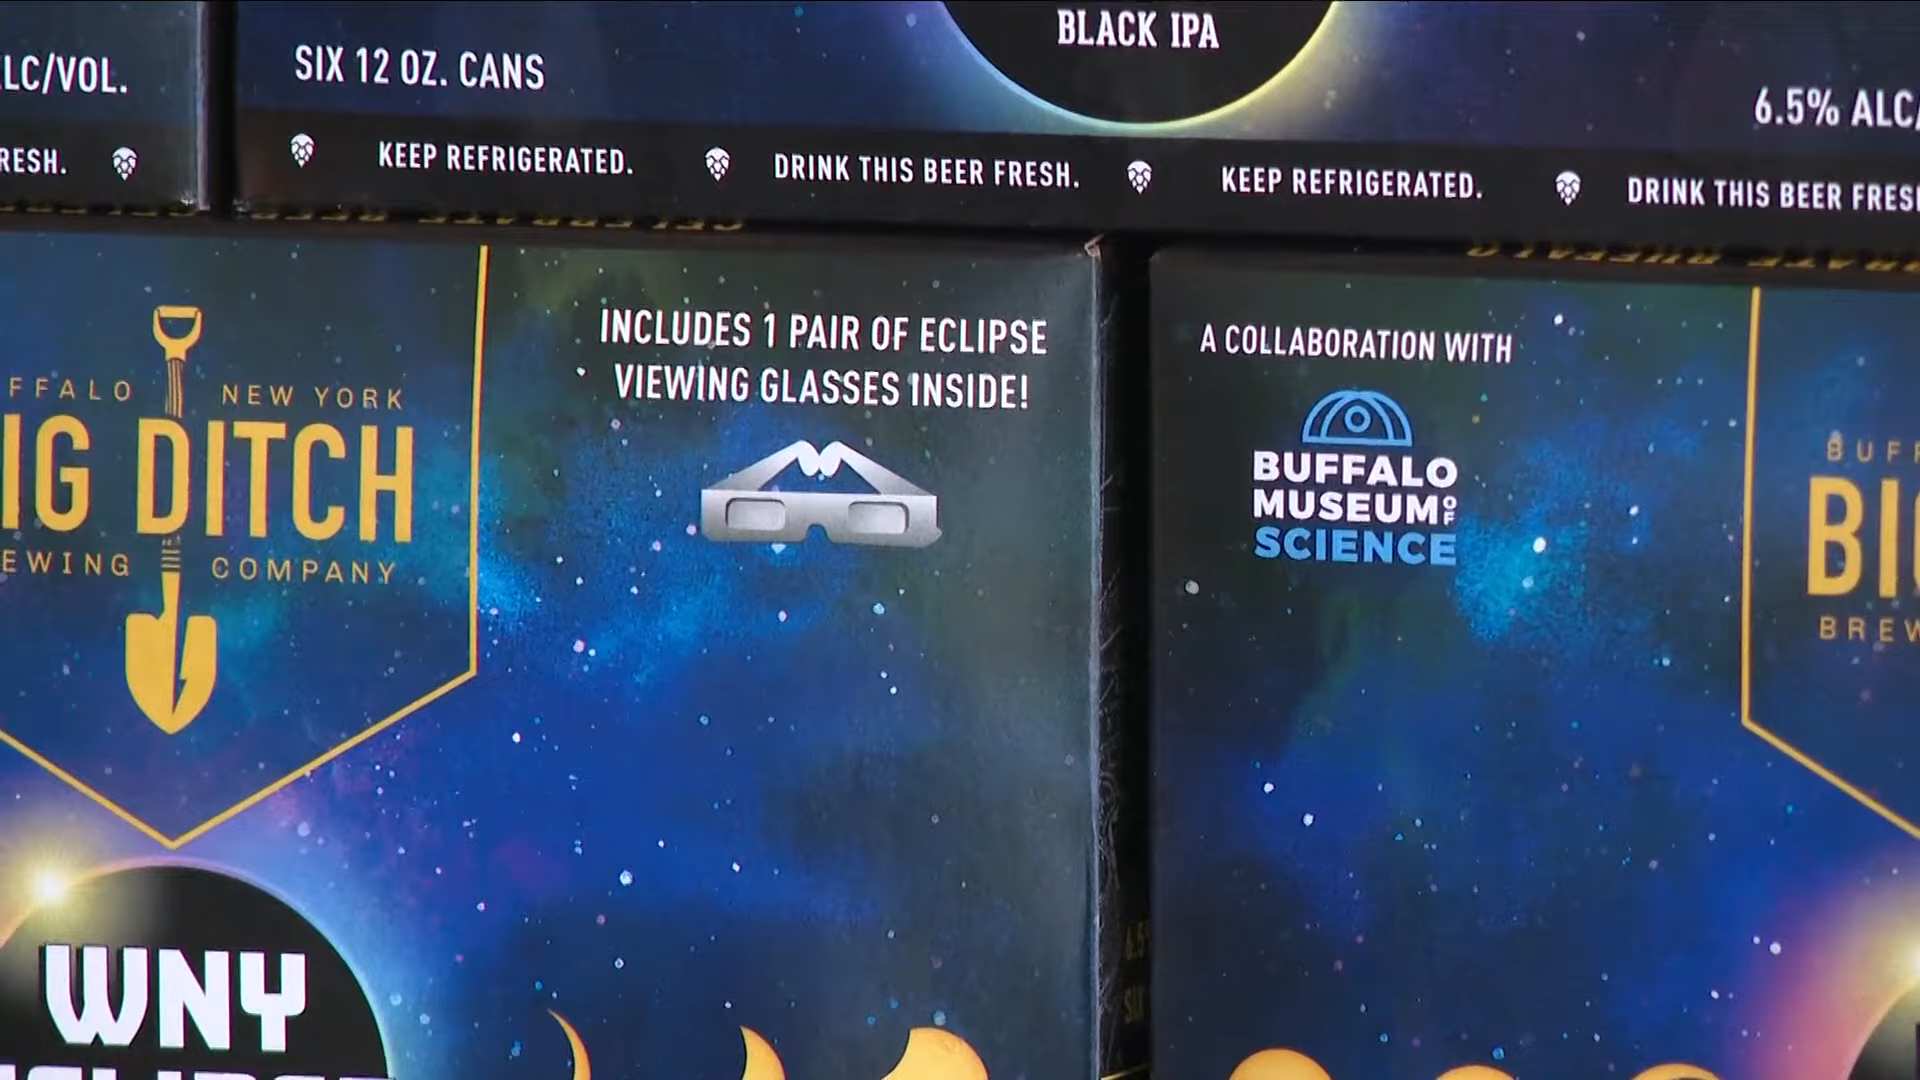 BLACK IPA
LC/VOL.
SIX 12 OZ. CANS
6.5% ALC/
RESH.
KEEP REFRIGERATED.
DRINK THIS BEER FRESH.
KEEP REFRIGERATED.
DRINK THIS BEER FRES
FFALO NEW YORK
IG DITCH
EWING COMPANY
WNY
INCLUDES 1 PAIR OF ECLIPSE
VIEWING GLASSES INSIDE!
A COLLABORATION WITH
BUFFALO
MUSEUM OF
SCIENCE
BUFF
BIG
BREW